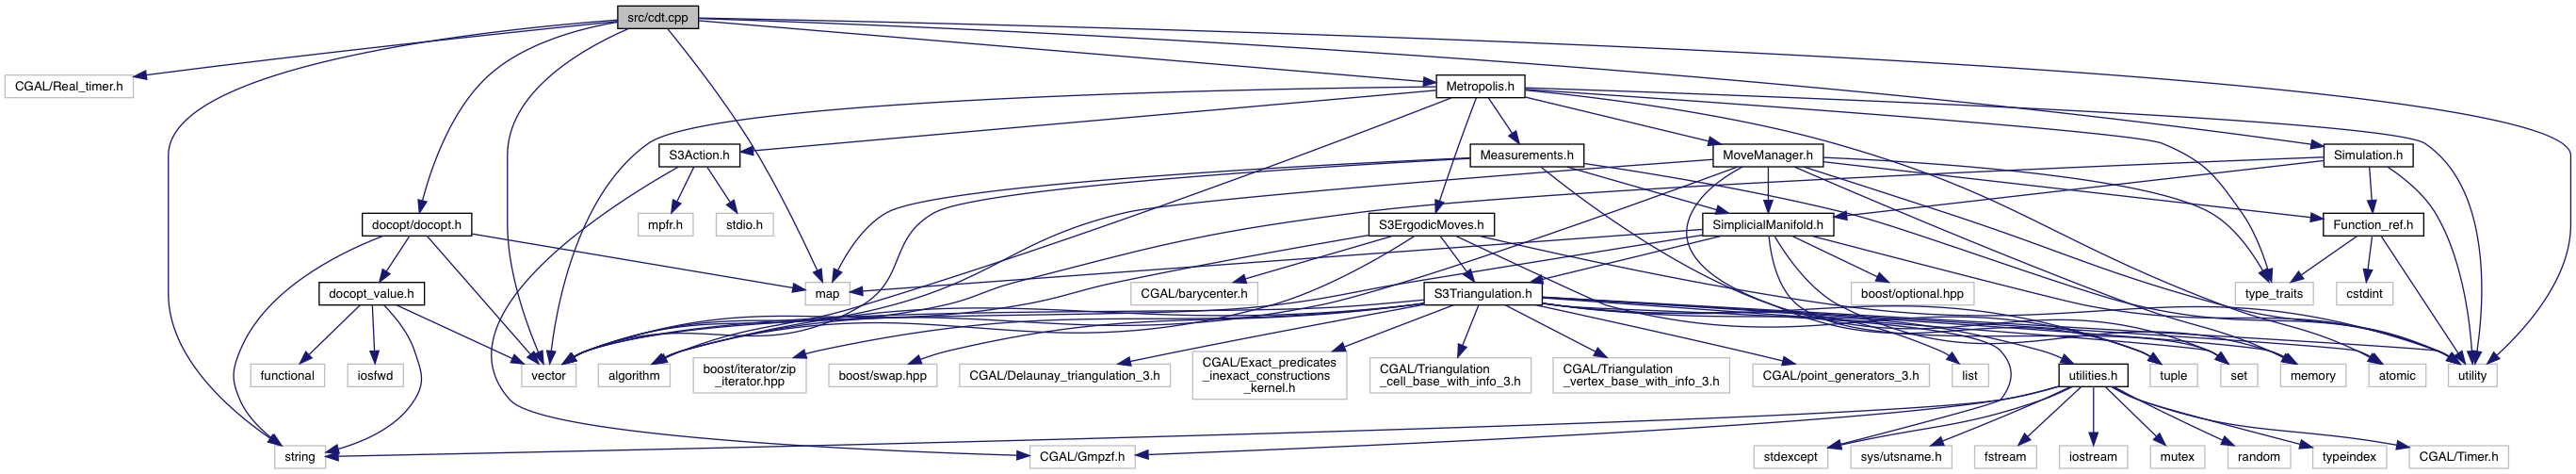 src/cdt.cpp
CGAL/Real_timer.h
Metropolis.h
S3Action.h
Measurements.h
MoveManager.h
Simulation.h
docopt/docopt.h
mpfr.h
stdio.h
S3ErgodicMoves.h
SimplicialManifold.h
Function_ref.h
docopt_value.h
map
CGAL/barycenter.h
S3Triangulation.h
boost/optional.hpp
type_traits
cstdint
functional
iosfwd
vector
algorithm
boost/iterator/zip
_iterator.hpp
boost/swap.hpp
CGAL/Delaunay_triangulation_3.h
CGAL/Exact_predicates
_inexact_constructions
_kernel.h
CGAL/Triangulation
_cell_base_with_info_3.h
CGAL/Triangulation
_vertex_base_with_info_3.h
CGAL/point_generators_3.h
list
utilities.h
tuple
set
memory
atomic
utility
string
CGAL/Gmpzf.h
stdexcept
sys/utsname.h
fstream
iostream
mutex
random
typeindex
CGAL/Timer.h